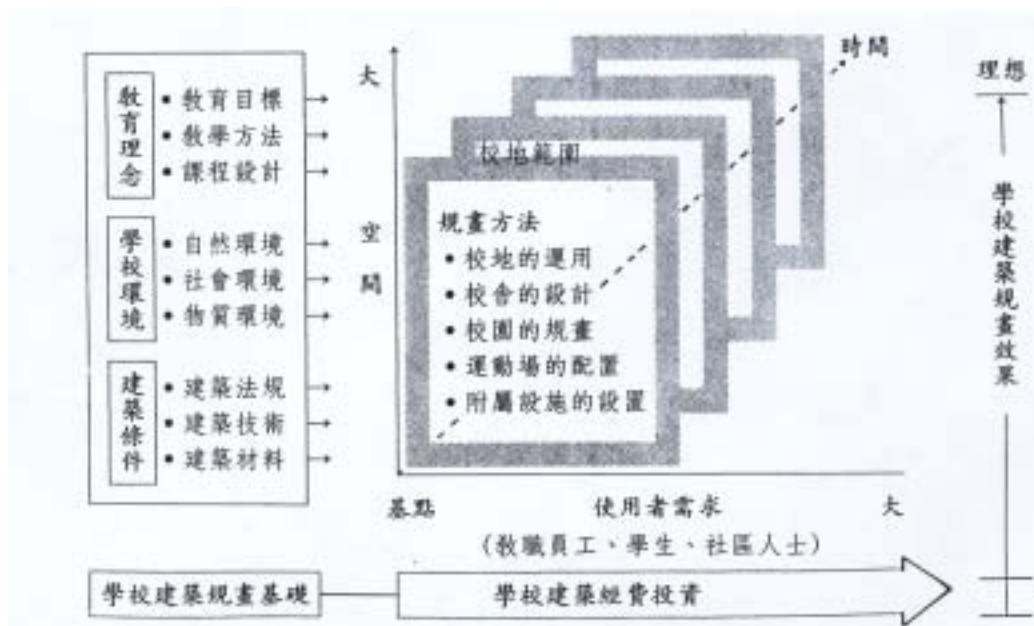 教育理念
• 教育目標
• 教學方法
• 課程設計
學校環境
• 自然環境
• 社會環境
• 物質環境
建築條件
• 建築法規
• 建築技術
• 建築材料
大
空間
時間
校地範圍
規畫方法
• 校地的運用
• 校舍的設計
• 校園的規畫
• 運動場的配置
• 附屬設施的設置
基點
使用者需求
大
(教職員工、學生、社區人士)
學校建築規畫基礎
學校建築經費投資
理想
學校建築規畫效果